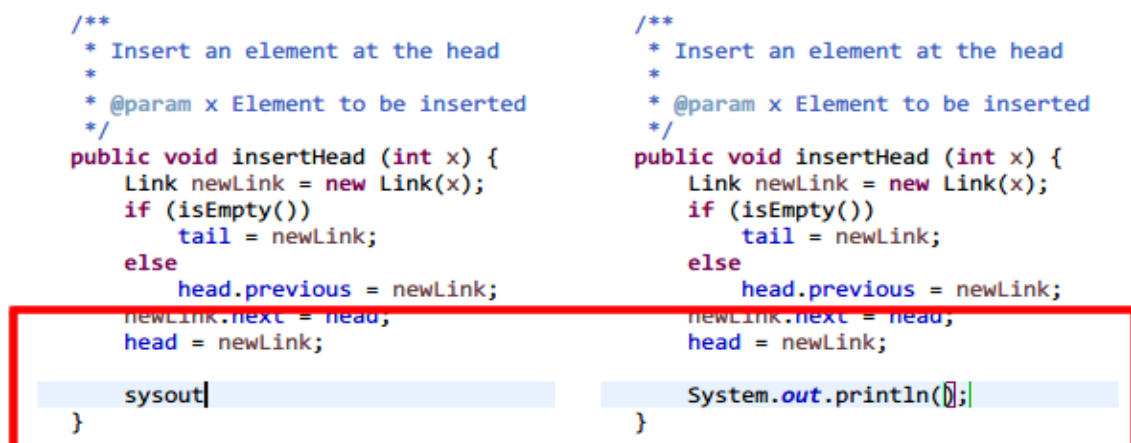 /**
 * Insert an element at the head
 *
 * @param x Element to be inserted
 */
public void insertHead (int x) {
    Link newLink = new Link(x);
    if (isEmpty())
        tail = newLink;
    else
        head.previous = newLink;
    newLink.next = head;
    head = newLink;

    sysout
}
/**
 * Insert an element at the head
 *
 * @param x Element to be inserted
 */
public void insertHead (int x) {
    Link newLink = new Link(x);
    if (isEmpty())
        tail = newLink;
    else
        head.previous = newLink;
    newLink.next = head;
    head = newLink;

    System.out.println();
}